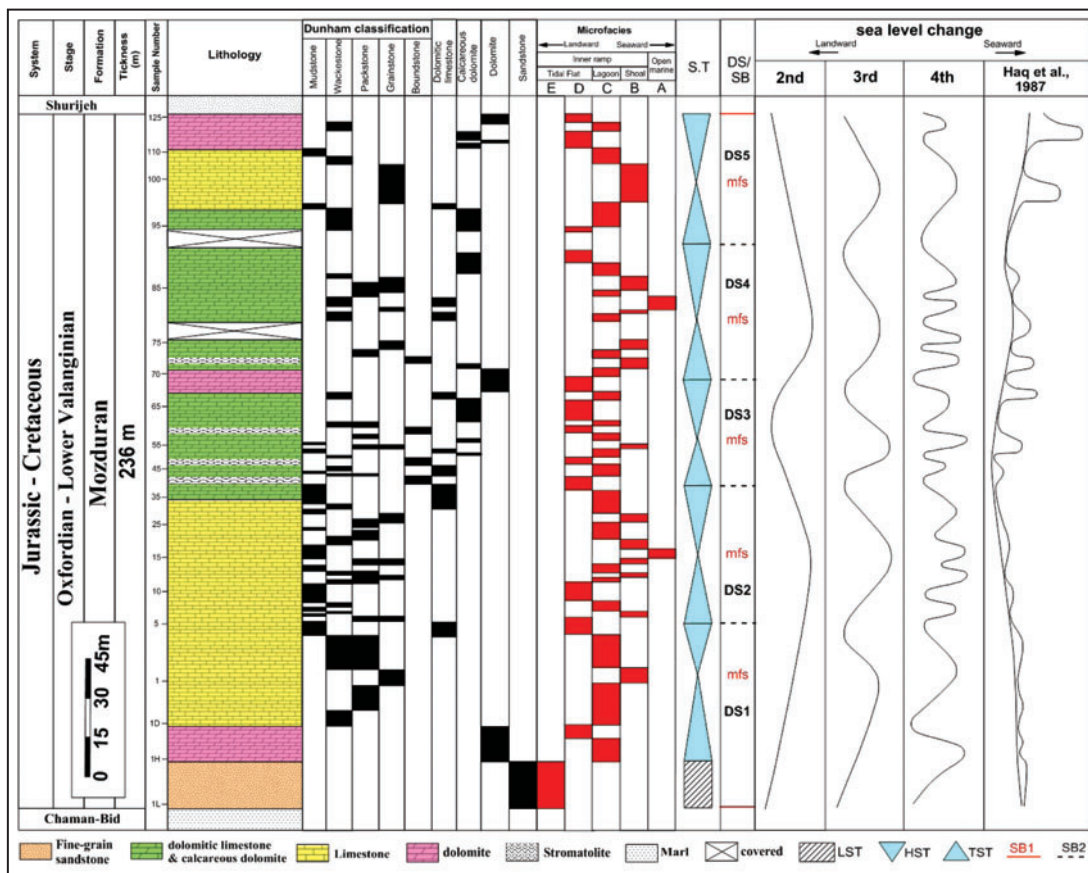 System
Stage
Formation
Tickness (m)
Sample Number
Lithology
Dunham classification
Mudstone
Wackestone
Packstone
Grainstone
Boundstone
Dolomitic limestone
Calcareous dolomite
Dolomite
Sandstone
Microfacies
Landward Seaward
Inner ramp
Open marine
Tidal Flat Lagoon Shoal
E D C B A
S.T
DS/ SB
sea level change
Landward Seaward
2nd 3rd 4th Haq et al., 1987
Shurijeh
Jurassic - Cretaceous
Oxfordian - Lower Valanginian
Mozduran
236 m
125
110
100
95
85
75
70
65
55
45
35
25
15
10
5
1
1D
1H
1L
DS5
mfs
DS4
mfs
DS3
mfs
mfs
DS2
mfs
DS1
0 15 30 45m
Chaman-Bid
Fine-grain sandstone
dolomitic limestone & calcareous dolomite
Limestone
dolomite
Stromatolite
Marl
covered
LST
HST
TST
SB1
SB2